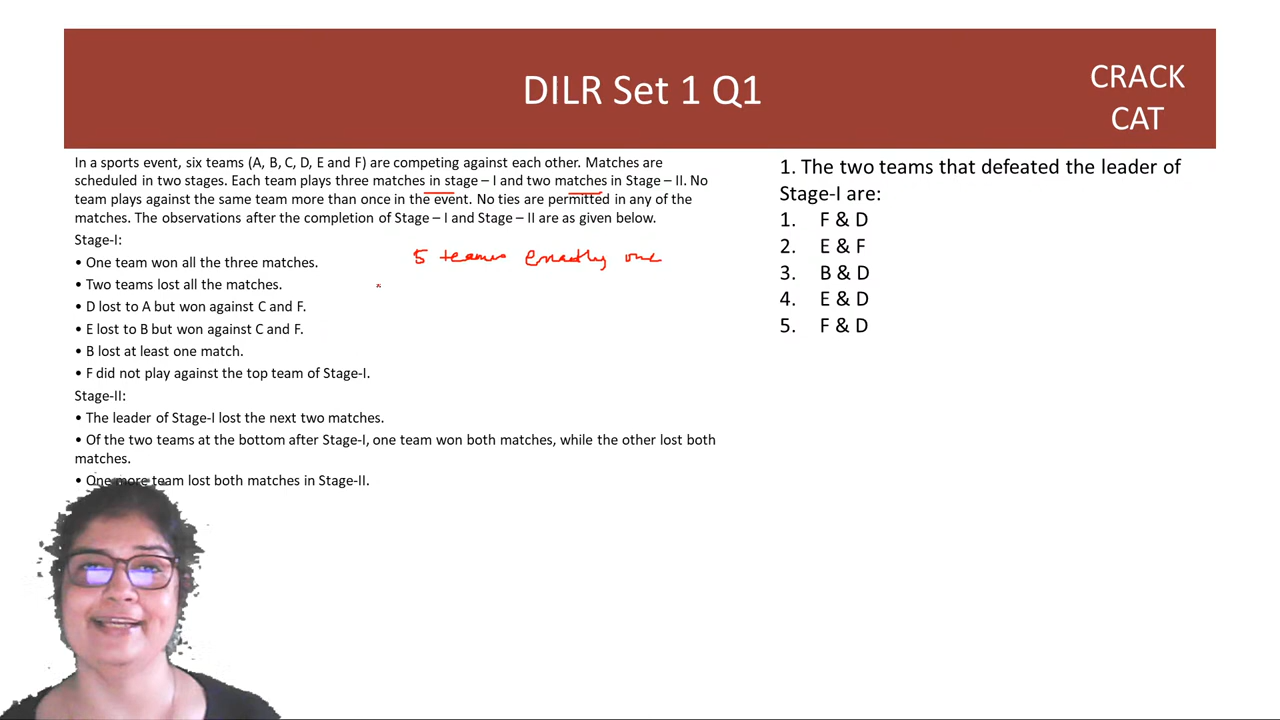 DILR Set 1 Q1
CRACK
CAT
In a sports event, six teams (A, B, C, D, E and F) are competing against each other. Matches are
scheduled in two stages. Each team plays three matches in stage – I and two matches in Stage – II. No
team plays against the same team more than once in the event. No ties are permitted in any of the
matches. The observations after the completion of Stage – I and Stage – II are as given below.
Stage-I:
• One team won all the three matches.
• Two teams lost all the matches.
• D lost to A but won against C and F.
• E lost to B but won against C and F.
• B lost at least one match.
• F did not play against the top team of Stage-I.
Stage-II:
• The leader of Stage-I lost the next two matches.
• Of the two teams at the bottom after Stage-I, one team won both matches, while the other lost both
matches.
• One more team lost both matches in Stage-II.
5 teams exactly one
1. The two teams that defeated the leader of
Stage-I are:
1. F & D
2. E & F
3. B & D
4. E & D
5. F & D